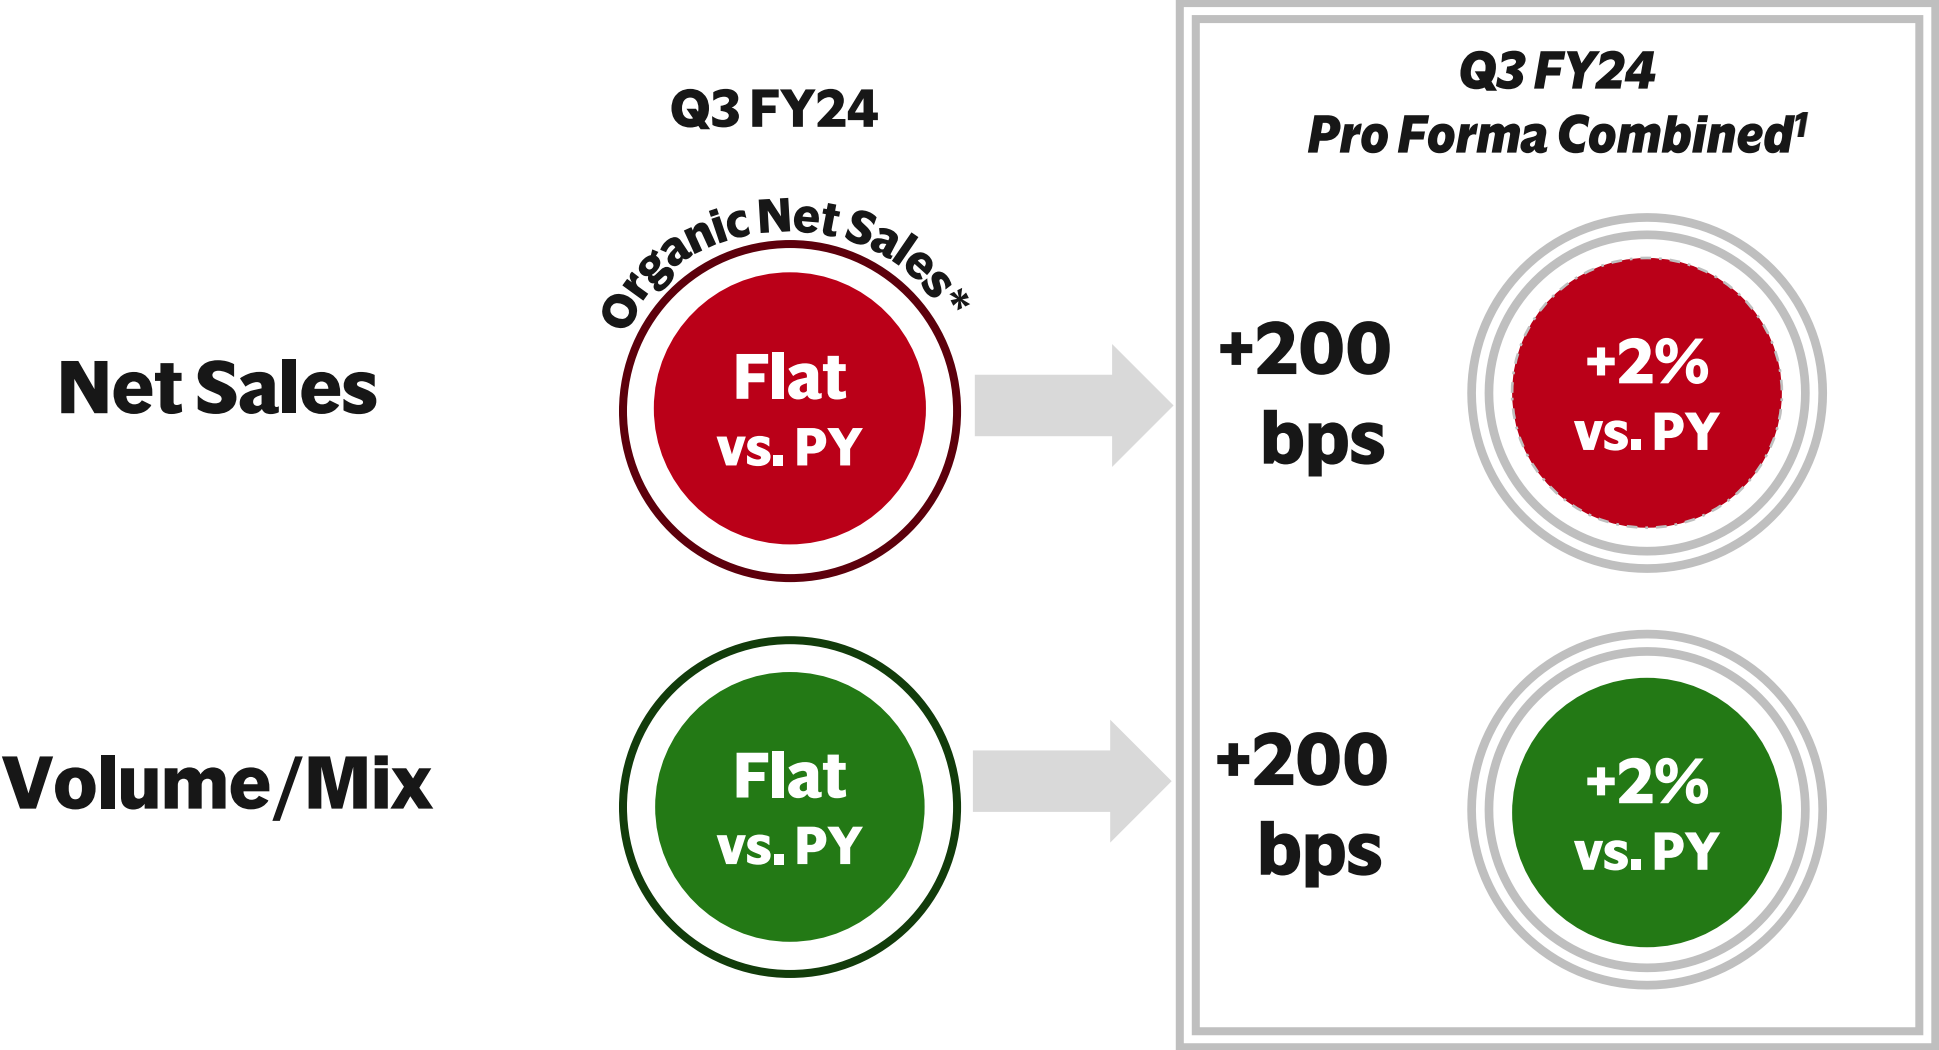 Q3 FY24
Q3 FY24
Pro Forma Combined¹
Organic Net Sales*
Net Sales
Flat
vs. PY
+200
bps
+2%
vs. PY
Volume/Mix
Flat
vs. PY
+200
bps
+2%
vs. PY